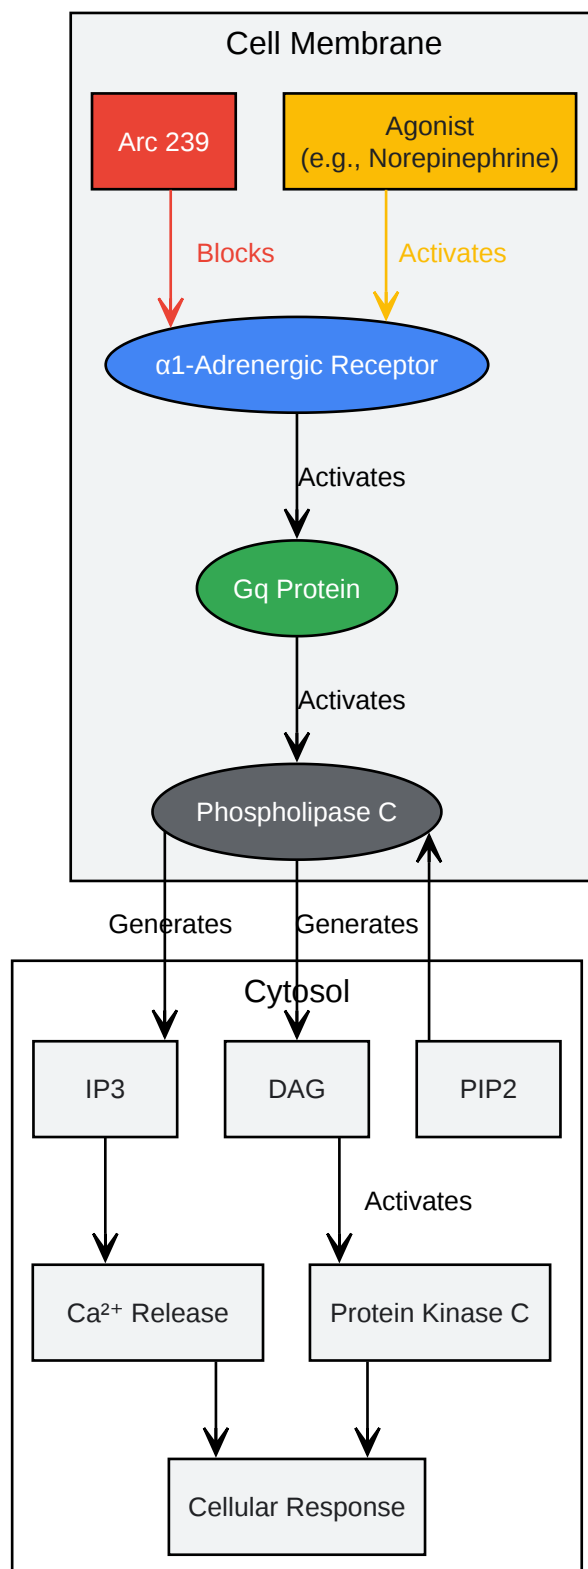 Cell Membrane
Arc 239
Agonist
(e.g., Norepinephrine)
Blocks
Activates
α1-Adrenergic Receptor
Activates
Gq Protein
Activates
Phospholipase C
Generates
Generates
Cytosol
IP3
DAG
PIP2
Activates
Ca²⁺ Release
Protein Kinase C
Cellular Response